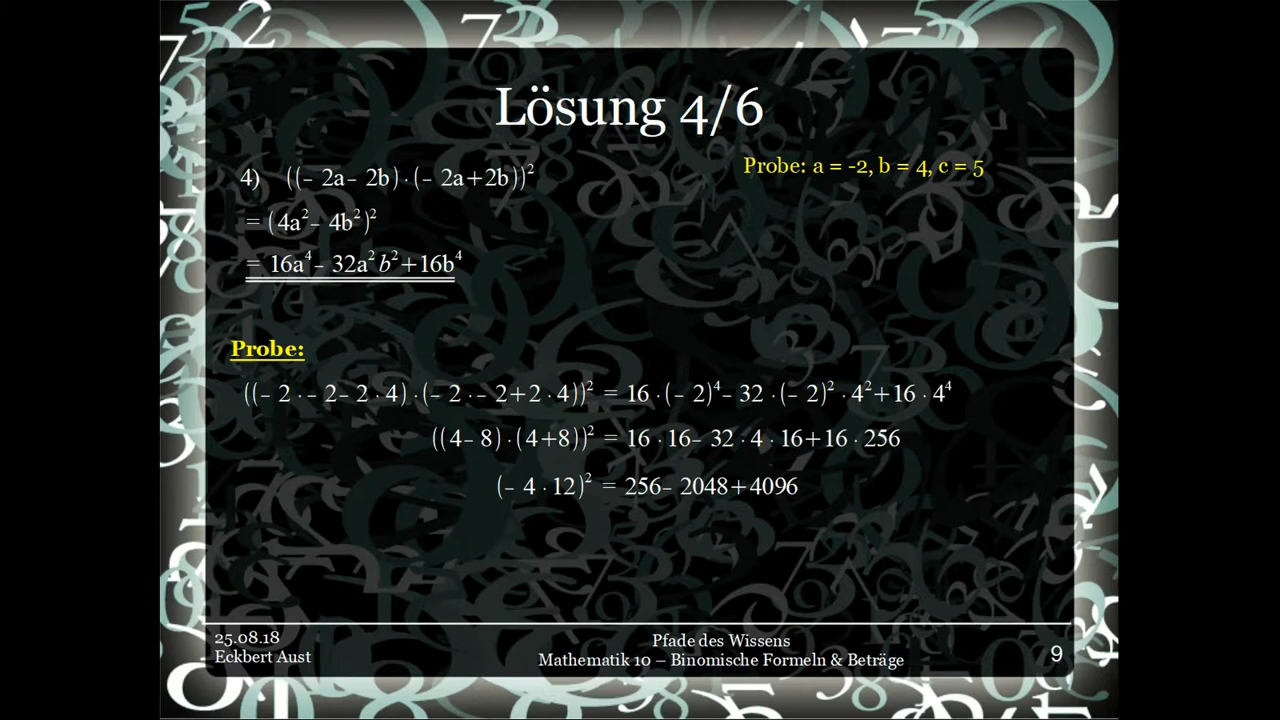 Lösung 4/6
Probe: a = -2, b = 4, c = 5
4) ((– 2a– 2b)·(– 2a+2b))²
= (4a²– 4b²)²
= 16a⁴– 32a²b²+16b⁴
Probe:
((– 2 ·– 2– 2 · 4)·(– 2 ·– 2+2 · 4))² = 16 ·(– 2)⁴– 32 ·(– 2)² · 4²+16 · 4⁴
((4– 8)·(4+8))² = 16 · 16– 32 · 4 · 16+16 · 256
(– 4 · 12)² = 256– 2048+4096
25.08.18
Eckbert Aust
Pfade des Wissens
Mathematik 10 – Binomische Formeln & Beträge
9